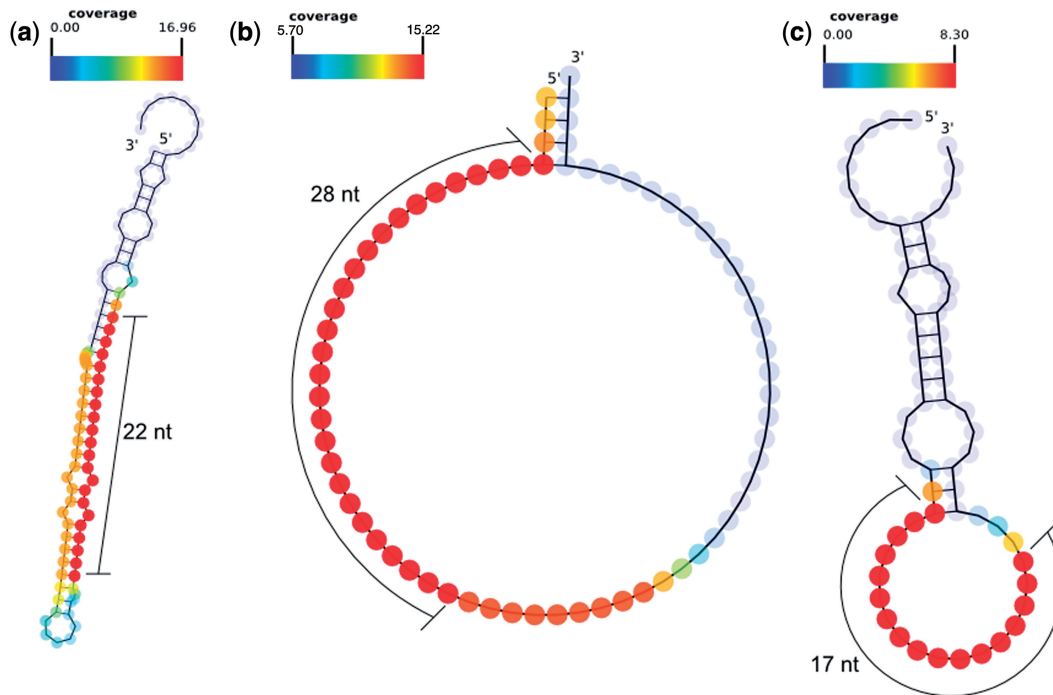 (a)
coverage
0.00 16.96
3' 5'
22 nt
(b)
coverage
5.70 15.22
5' 3'
28 nt
(c)
coverage
0.00 8.30
5'
3'
17 nt